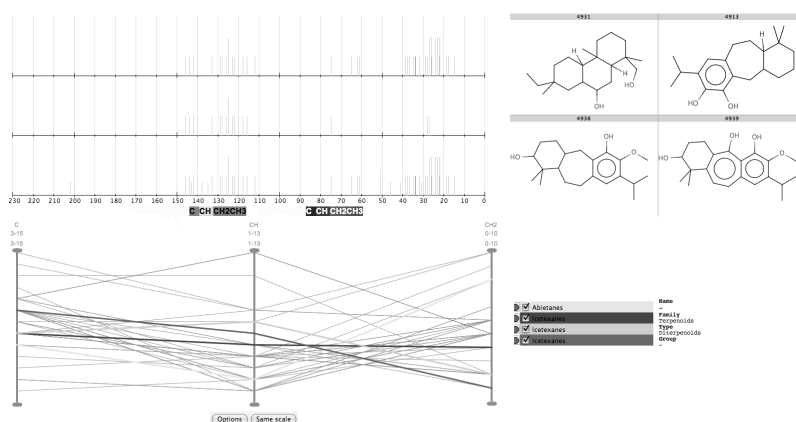 4931 4913
H H
HO
H
OH HO OH
4938 4939
OH OH OH
HO O HO O
230 220 210 200 190 180 170 160 150 140 130 120 110 100 90 80 70 60 50 40 30 20 10 0
C CH CH2CH3 C CH CH2CH3
C CH CH2
3-15 1-13 0-10
3-15 1-13 0-10
Name
Abietanes -
Icetexanes Family
Terpenoids
Icetexanes Type
Diterpenoids
Icetexanes Group
-
Options Same scale